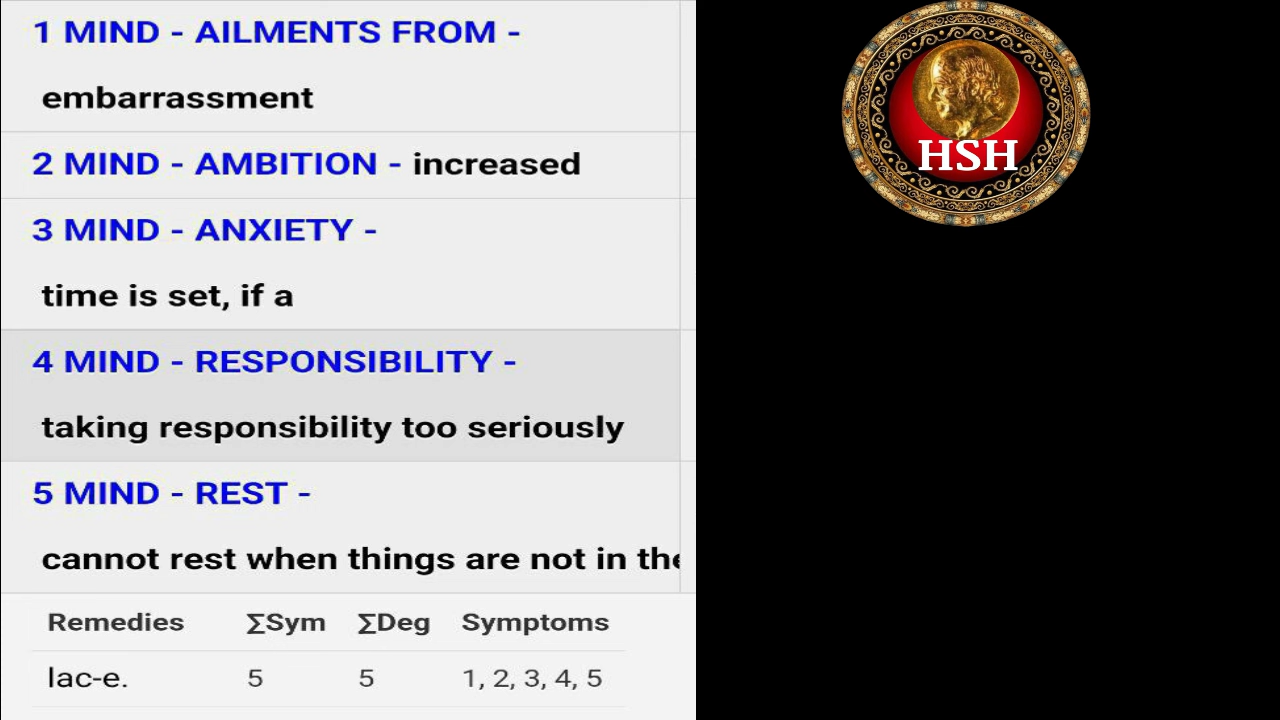 1 MIND - AILMENTS FROM -
embarrassment
2 MIND - AMBITION - increased
3 MIND - ANXIETY -
time is set, if a
4 MIND - RESPONSIBILITY -
taking responsibility too seriously
5 MIND - REST -
cannot rest when things are not in the
Remedies ∑Sym ∑Deg Symptoms
lac-e. 5 5 1, 2, 3, 4, 5
HSH